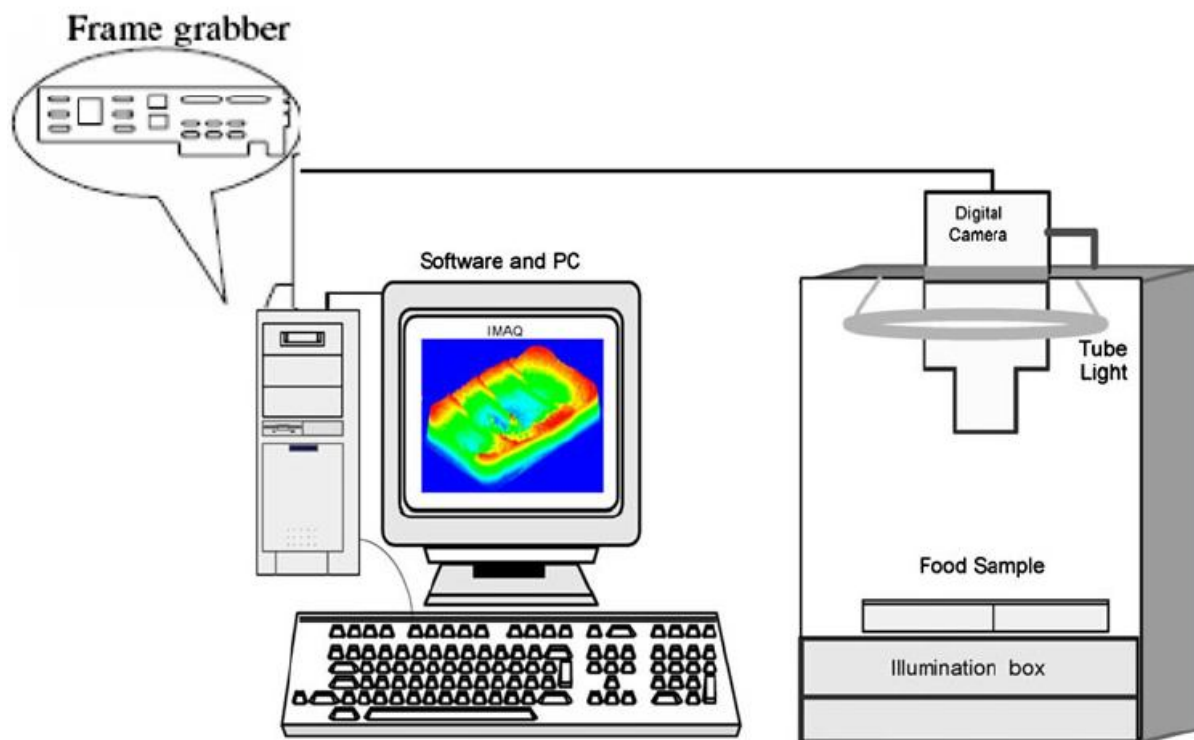 Frame grabber
Digital
Camera
Software and PC
IMAQ
Tube
Light
Food Sample
Illumination box